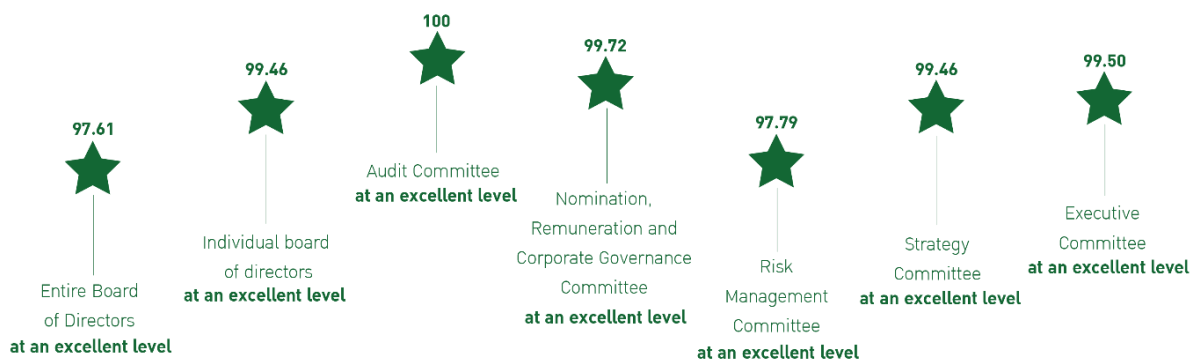 97.61
Entire Board
of Directors
at an excellent level
99.46
Individual board
of directors
at an excellent level
100
Audit Committee
at an excellent level
99.72
Nomination,
Remuneration and
Corporate Governance
Committee
at an excellent level
97.79
Risk
Management
Committee
at an excellent level
99.46
Strategy
Committee
at an excellent level
99.50
Executive
Committee
at an excellent level